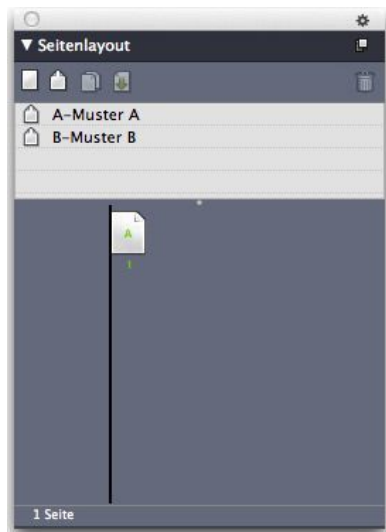 Seitenlayout
A-Muster A
B-Muster B
A
1
1 Seite